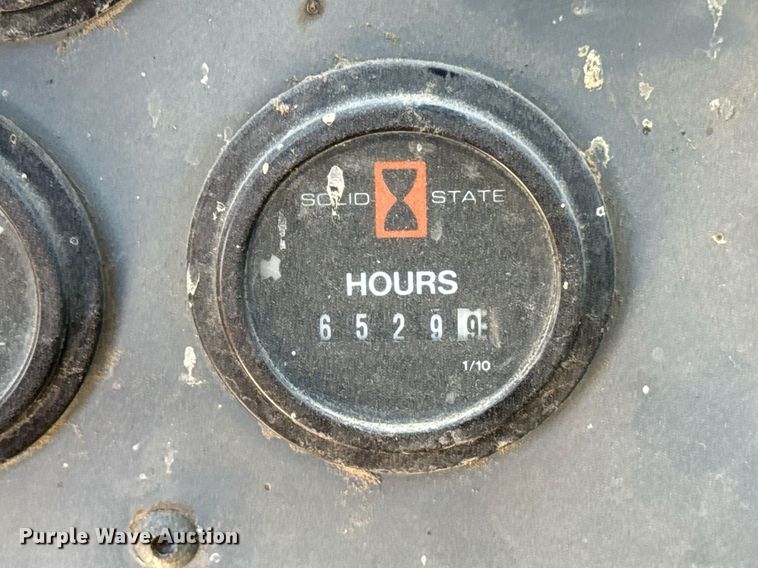 SOLID STATE
HOURS
6 5 2 9 9
1/10
Purple Wave Auction